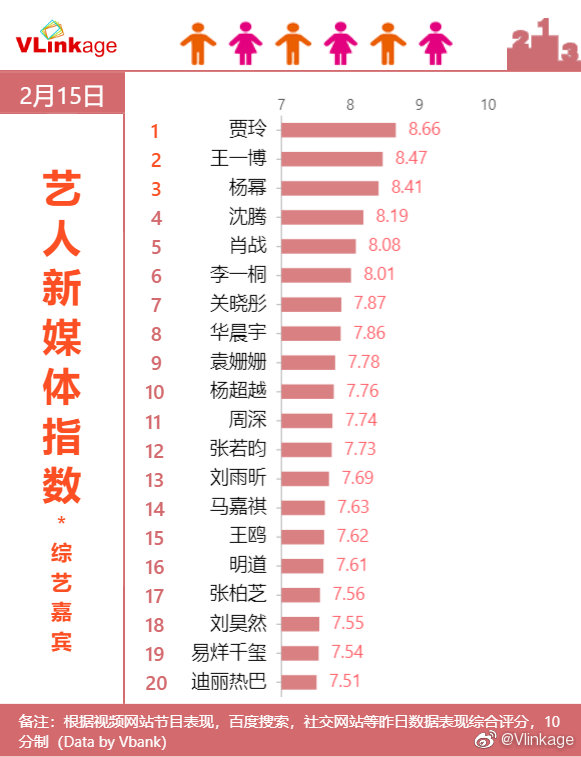 VLinkage
1 2 3
2月15日
艺人新媒体指数
*综艺嘉宾
7 8 9 10
1 贾玲 8.66
2 王一博 8.47
3 杨幂 8.41
4 沈腾 8.19
5 肖战 8.08
6 李一桐 8.01
7 关晓彤 7.87
8 华晨宇 7.86
9 袁姗姗 7.78
10 杨超越 7.76
11 周深 7.74
12 张若昀 7.73
13 刘雨昕 7.69
14 马嘉祺 7.63
15 王鸥 7.62
16 明道 7.61
17 张柏芝 7.56
18 刘昊然 7.55
19 易烊千玺 7.54
20 迪丽热巴 7.51
备注：根据视频网站节目表现，百度搜索，社交网站等昨日数据表现综合评分，10
分制（Data by Vbank)
@Vlinkage